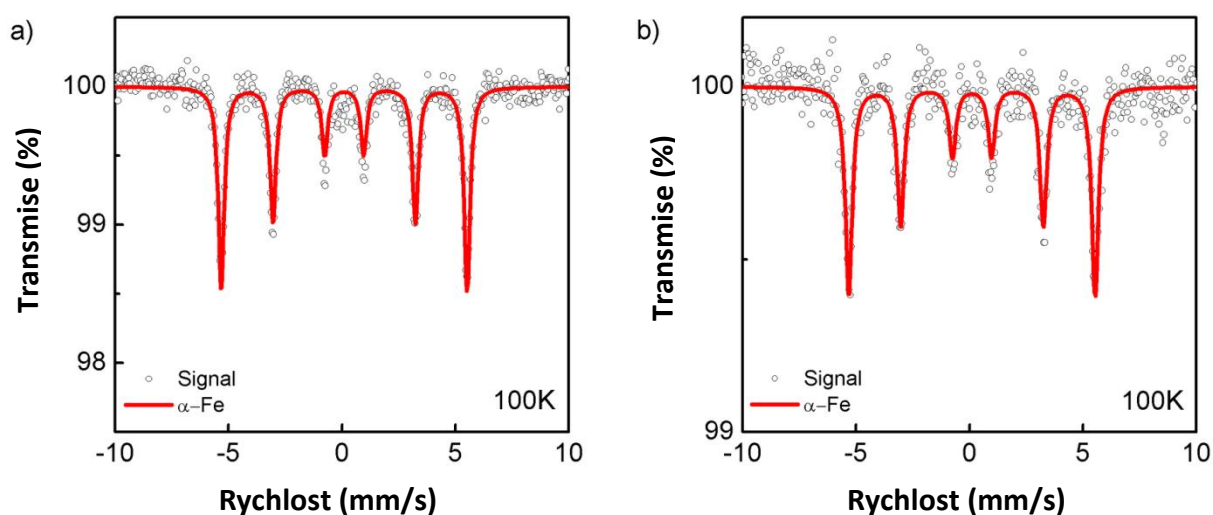 a)
Transmise (%)
100
99
98
Signal
α–Fe
100K
-10 -5 0 5 10
Rychlost (mm/s)
b)
Transmise (%)
100
99
Signal
α–Fe
100K
-10 -5 0 5 10
Rychlost (mm/s)